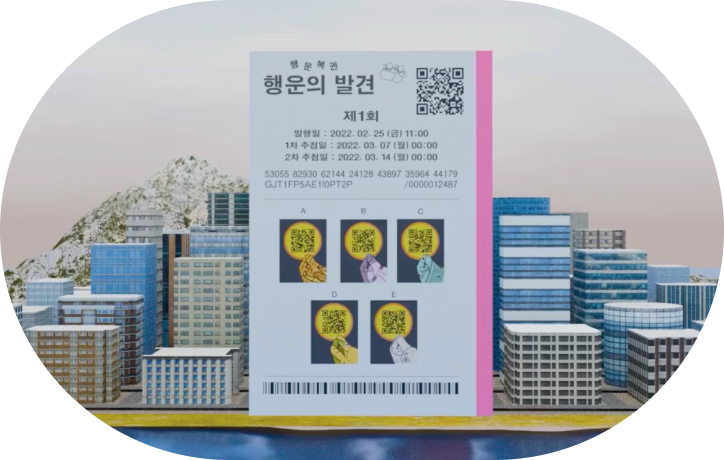 행운복권
행운의 발견
제1회
발행일 : 2022. 02. 25 (금) 11:00
1차 추첨일 : 2022. 03. 07 (월) 00:00
2차 추첨일 : 2022. 03. 14 (월) 00:00
53055 82930 62144 24128 43897 35964 44179
GJT1FP5AE1I0PT2P /0000012487
A B C
D E